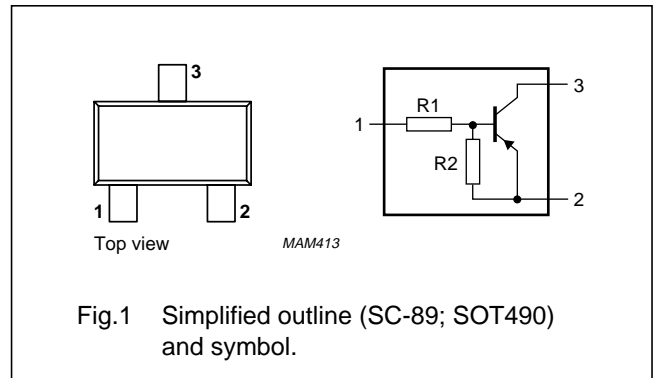 3
1
2
Top view
MAM413
1
R1
R2
3
2
Fig.1 Simplified outline (SC-89; SOT490)
and symbol.